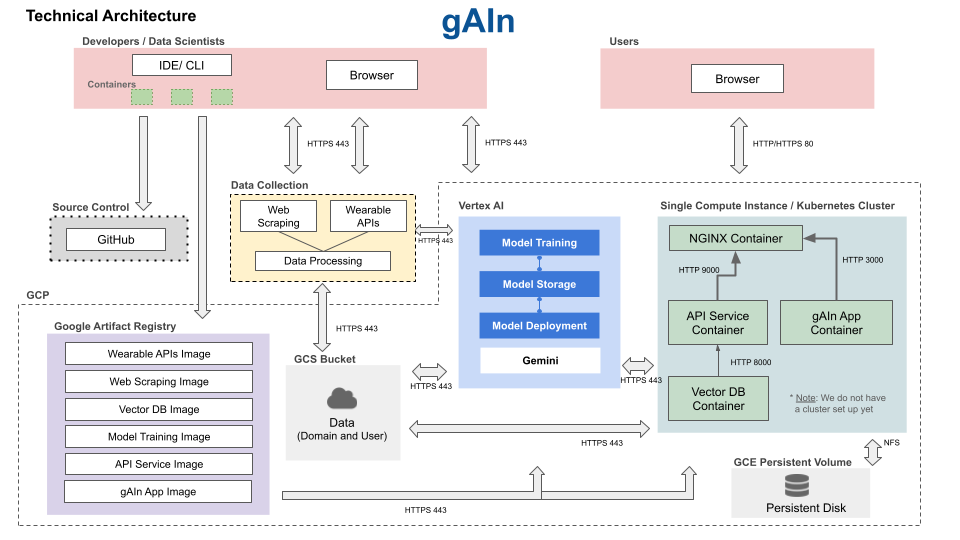 Technical Architecture
gAIn
Developers / Data Scientists
Users
IDE/ CLI
Browser
Browser
Containers
HTTPS 443
HTTPS 443
HTTP/HTTPS 80
Data Collection
Source Control
Vertex AI
Single Compute Instance / Kubernetes Cluster
Web
Scraping
Wearable
APIs
Data Processing
GitHub
HTTPS 443
Model Training
Model Storage
Model Deployment
Gemini
NGINX Container
HTTP 9000
HTTP 3000
API Service
Container
gAIn App
Container
HTTP 8000
Vector DB
Container
* Note: We do not have
a cluster set up yet
GCP
Google Artifact Registry
Wearable APIs Image
Web Scraping Image
Vector DB Image
Model Training Image
API Service Image
gAIn App Image
HTTPS 443
GCS Bucket
Data
(Domain and User)
HTTPS 443
HTTPS 443
HTTPS 443
NFS
GCE Persistent Volume
Persistent Disk
HTTPS 443